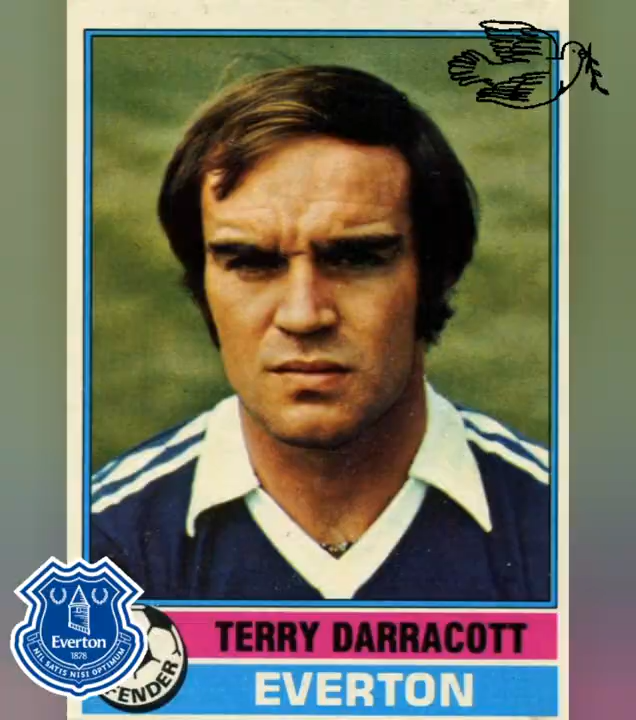 TERRY DARRACOTT
EVERTON
Everton
1878
NIL SATIS NISI OPTIMUM
FENDER